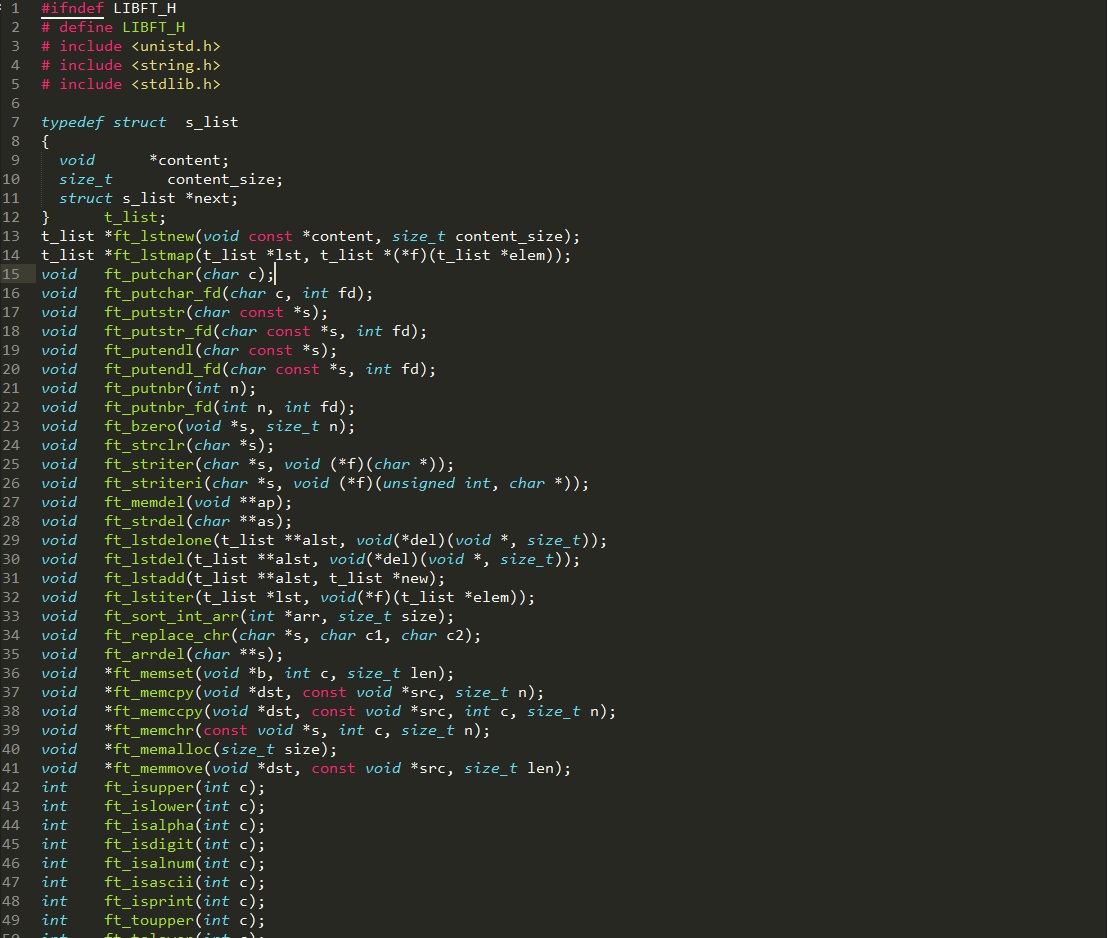 1 #ifndef LIBFT_H
2 # define LIBFT_H
3 # include <unistd.h>
4 # include <string.h>
5 # include <stdlib.h>
6
7 typedef struct  s_list
8 {
9   void      *content;
10   size_t      content_size;
11   struct s_list *next;
12 }      t_list;
13 t_list *ft_lstnew(void const *content, size_t content_size);
14 t_list *ft_lstmap(t_list *lst, t_list *(*f)(t_list *elem));
15 void   ft_putchar(char c);
16 void   ft_putchar_fd(char c, int fd);
17 void   ft_putstr(char const *s);
18 void   ft_putstr_fd(char const *s, int fd);
19 void   ft_putendl(char const *s);
20 void   ft_putendl_fd(char const *s, int fd);
21 void   ft_putnbr(int n);
22 void   ft_putnbr_fd(int n, int fd);
23 void   ft_bzero(void *s, size_t n);
24 void   ft_strclr(char *s);
25 void   ft_striter(char *s, void (*f)(char *));
26 void   ft_striteri(char *s, void (*f)(unsigned int, char *));
27 void   ft_memdel(void **ap);
28 void   ft_strdel(char **as);
29 void   ft_lstdelone(t_list **alst, void(*del)(void *, size_t));
30 void   ft_lstdel(t_list **alst, void(*del)(void *, size_t));
31 void   ft_lstadd(t_list **alst, t_list *new);
32 void   ft_lstiter(t_list *lst, void(*f)(t_list *elem));
33 void   ft_sort_int_arr(int *arr, size_t size);
34 void   ft_replace_chr(char *s, char c1, char c2);
35 void   ft_arrdel(char **s);
36 void   *ft_memset(void *b, int c, size_t len);
37 void   *ft_memcpy(void *dst, const void *src, size_t n);
38 void   *ft_memccpy(void *dst, const void *src, int c, size_t n);
39 void   *ft_memchr(const void *s, int c, size_t n);
40 void   *ft_memalloc(size_t size);
41 void   *ft_memmove(void *dst, const void *src, size_t len);
42 int    ft_isupper(int c);
43 int    ft_islower(int c);
44 int    ft_isalpha(int c);
45 int    ft_isdigit(int c);
46 int    ft_isalnum(int c);
47 int    ft_isascii(int c);
48 int    ft_isprint(int c);
49 int    ft_toupper(int c);